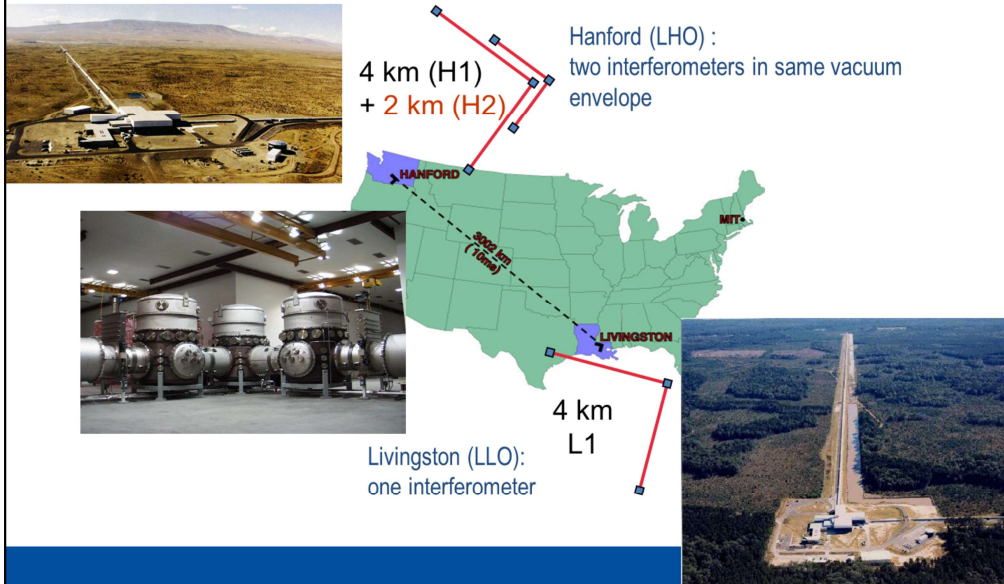 Hanford (LHO) :
two interferometers in same vacuum
envelope
4 km (H1)
+ 2 km (H2)
HANFORD
MIT
3002 km
( 10ms)
LIVINGSTON
4 km
L1
Livingston (LLO):
one interferometer